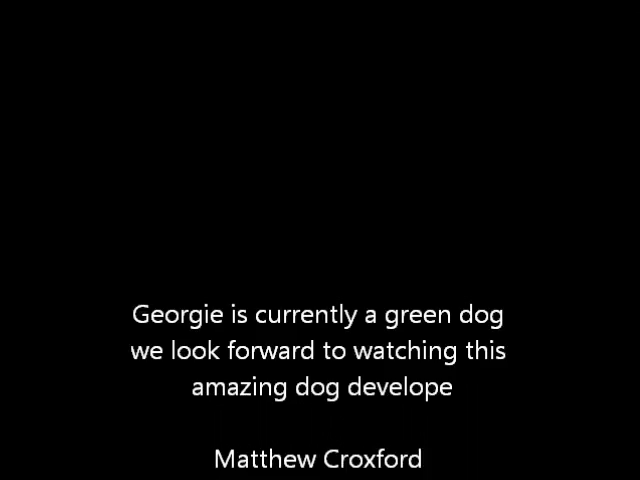 Georgie is currently a green dog
we look forward to watching this
amazing dog develope
Matthew Croxford